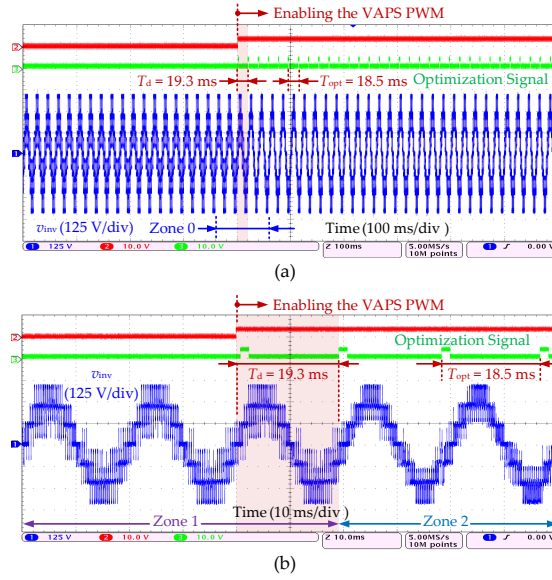 Enabling the VAPS PWM
2
3
Td = 19.3 ms
Topt = 18.5 ms
Optimization Signal
1
vinv (125 V/div)
Zone 0
Time (100 ms/div)
1 125 V 2 10.0 V 3 10.0 V Z 100ms 5.00MS/s 10M points 1 0.00 V
(a)
Enabling the VAPS PWM
2
Optimization Signal
3
vinv
(125 V/div)
Td = 19.3 ms
Topt = 18.5 ms
1
Time (10 ms/div)
Zone 1
Zone 2
1 125 V 2 10.0 V 3 10.0 V Z 10.0ms 5.00MS/s 10M points 1 0.00 V
(b)